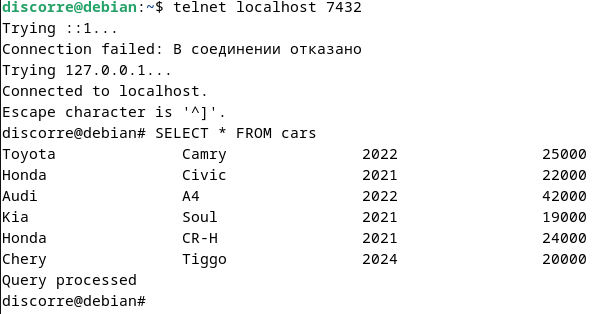 discorre@debian:~$ telnet localhost 7432
Trying ::1...
Connection failed: В соединении отказано
Trying 127.0.0.1...
Connected to localhost.
Escape character is '^]'.
discorre@debian# SELECT * FROM cars
Toyota Camry 2022 25000
Honda Civic 2021 22000
Audi A4 2022 42000
Kia Soul 2021 19000
Honda CR-H 2021 24000
Chery Tiggo 2024 20000
Query processed
discorre@debian#